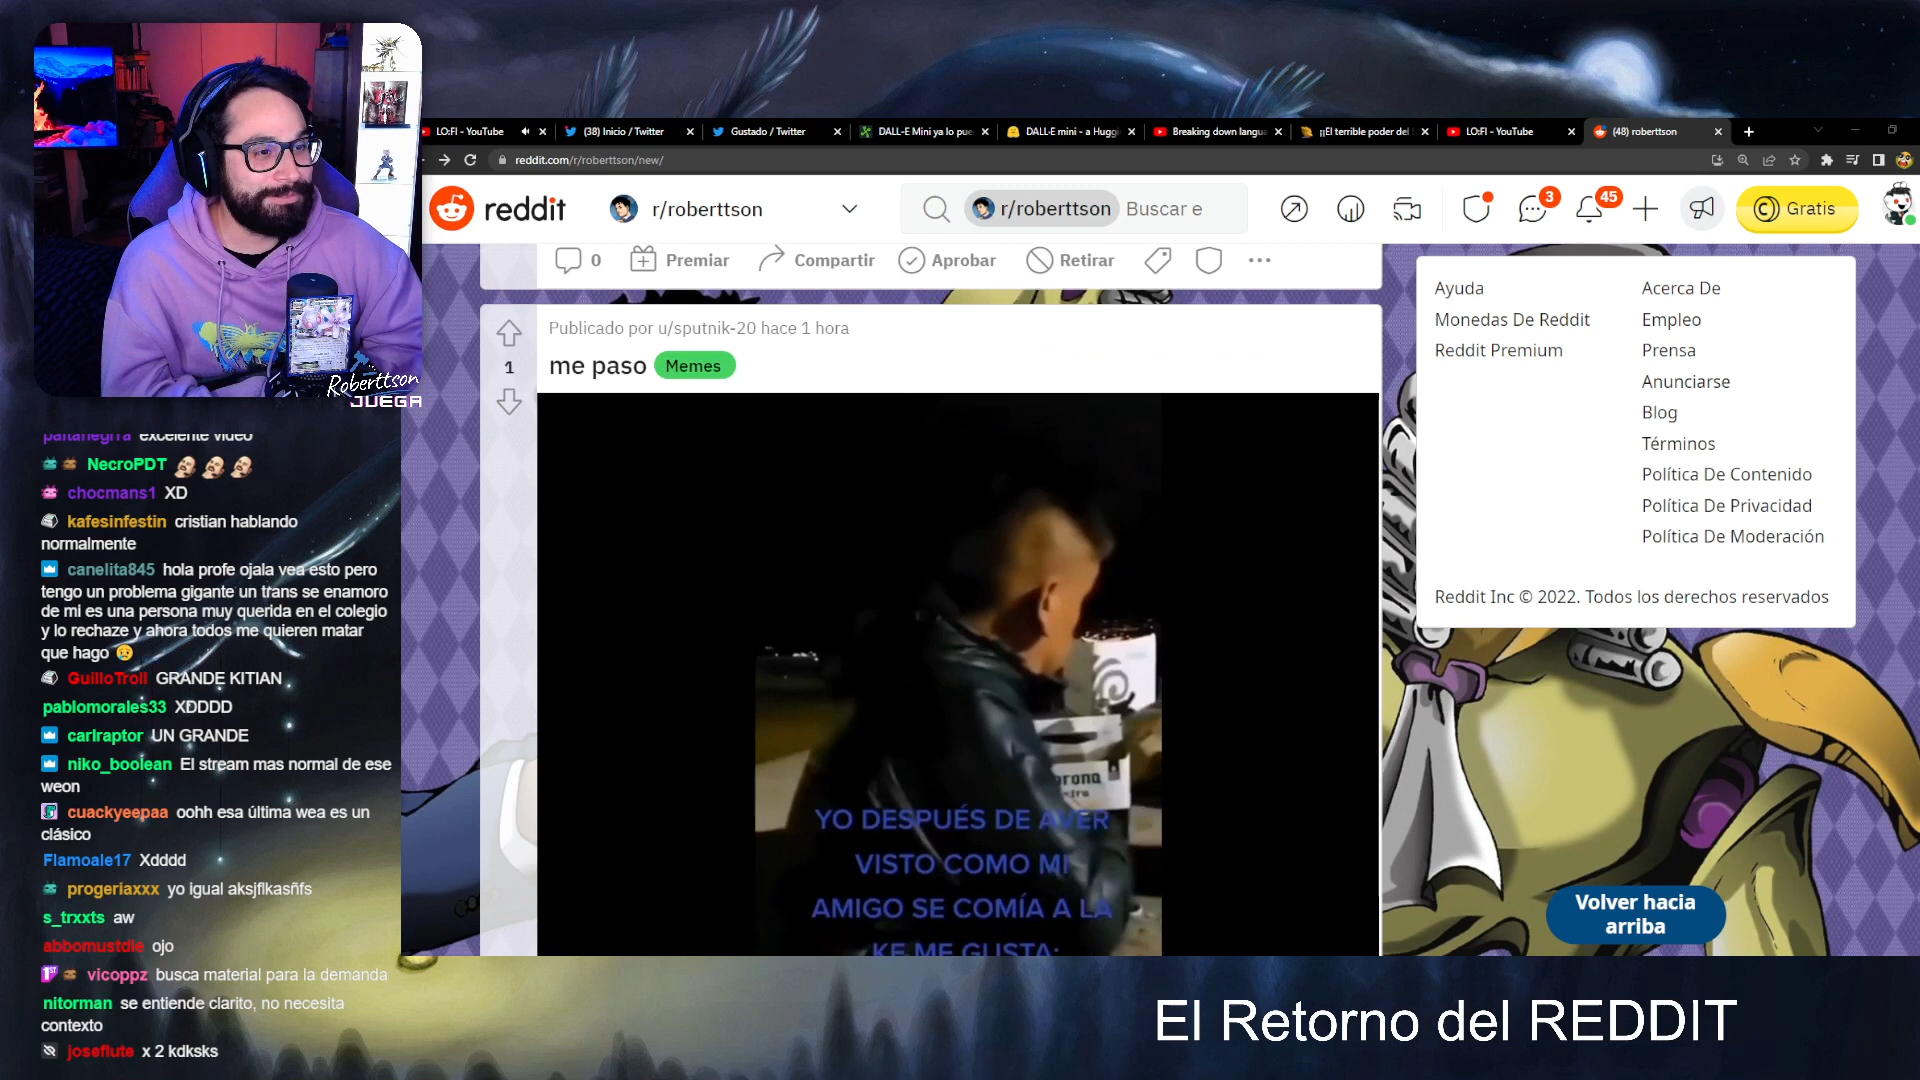 LO:FI - YouTube
(38) Inicio / Twitter
Gustado / Twitter
DALL-E Mini ya lo pue
DALL·E mini - a Huggi
Breaking down langua
¡¡El terrible poder del
LO:FI - YouTube
(48) roberttson
reddit.com/r/roberttson/new/
reddit
r/roberttson
r/roberttson
Buscar e
3
45
Gratis
0
Premiar
Compartir
Aprobar
Retirar
Publicado por u/sputnik-20 hace 1 hora
1
me paso
Memes
YO DESPUÉS DE AVER
VISTO COMO MI
AMIGO SE COMÍA A LA
KE ME GUSTA:
Ayuda
Monedas De Reddit
Reddit Premium
Acerca De
Empleo
Prensa
Anunciarse
Blog
Términos
Política De Contenido
Política De Privacidad
Política De Moderación
Reddit Inc © 2022. Todos los derechos reservados
Volver hacia
arriba
El Retorno del REDDIT
Roberttson
JUEGA
excelente video
NecroPDT
chocmans1 XD
kafesinfestin cristian hablando
normalmente
canelita845 hola profe ojala vea esto pero
tengo un problema gigante un trans se enamoro
de mi es una persona muy querida en el colegio
y lo rechaze y ahora todos me quieren matar
que hago
GuilloTroll GRANDE KITIAN
pablomorales33 XDDDD
carlraptor UN GRANDE
niko_boolean El stream mas normal de ese
weon
cuackyeepaa oohh esa última wea es un
clásico
Flamoale17 Xdddd
progeriaxxx yo igual aksjflkasñfs
s_trxxts aw
abbomustdie ojo
vicoppz busca material para la demanda
nitorman se entiende clarito, no necesita
contexto
joseflute x 2 kdksks